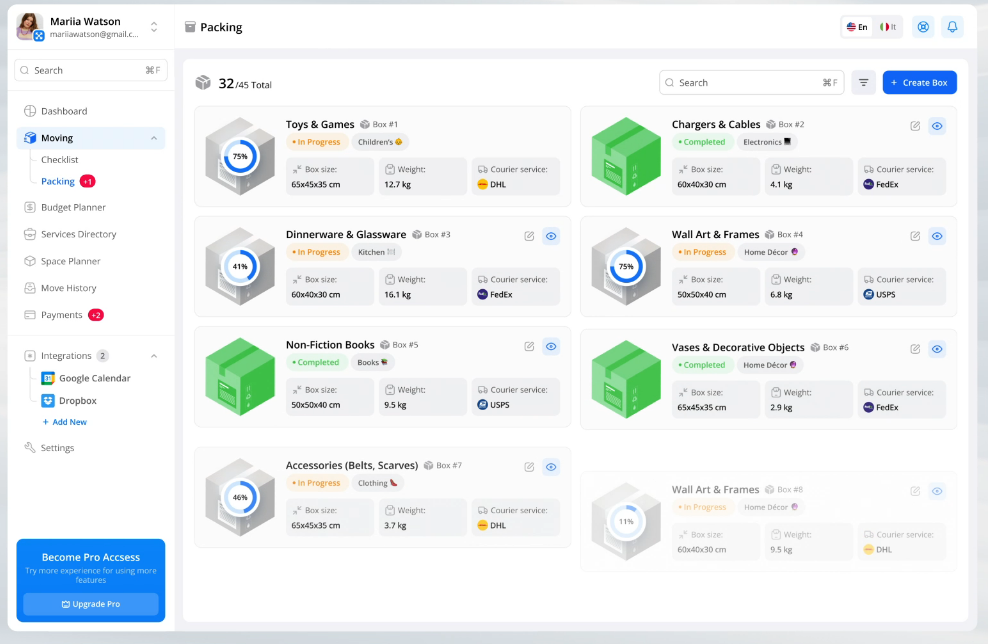 Mariia Watson
mariiawatson@gmail.c...
Search ⌘F
Dashboard
Moving
Checklist
Packing +1
Budget Planner
Services Directory
Space Planner
Move History
Payments +2
Integrations 2
Google Calendar
Dropbox
+ Add New
Settings
Become Pro Accsess
Try more experience for using more
features
Upgrade Pro
Packing
En It
32/45 Total
Search ⌘F
+ Create Box
Toys & Games Box #1
• In Progress Children's
75%
Box size: Weight: Courier service:
65x45x35 cm 12.7 kg DHL
Chargers & Cables Box #2
• Completed Electronics
Box size: Weight: Courier service:
60x40x30 cm 4.1 kg FedEx
Dinnerware & Glassware Box #3
• In Progress Kitchen
41%
Box size: Weight: Courier service:
60x40x30 cm 16.1 kg FedEx
Wall Art & Frames Box #4
• In Progress Home Décor
75%
Box size: Weight: Courier service:
50x50x40 cm 6.8 kg USPS
Non-Fiction Books Box #5
• Completed Books
Box size: Weight: Courier service:
50x50x40 cm 9.5 kg USPS
Vases & Decorative Objects Box #6
• Completed Home Décor
Box size: Weight: Courier service:
65x45x35 cm 2.9 kg FedEx
Accessories (Belts, Scarves) Box #7
• In Progress Clothing
46%
Box size: Weight: Courier service:
65x45x35 cm 3.7 kg DHL
Wall Art & Frames Box #8
• In Progress Home Décor
11%
Box size: Weight: Courier service:
60x40x30 cm 9.5 kg DHL